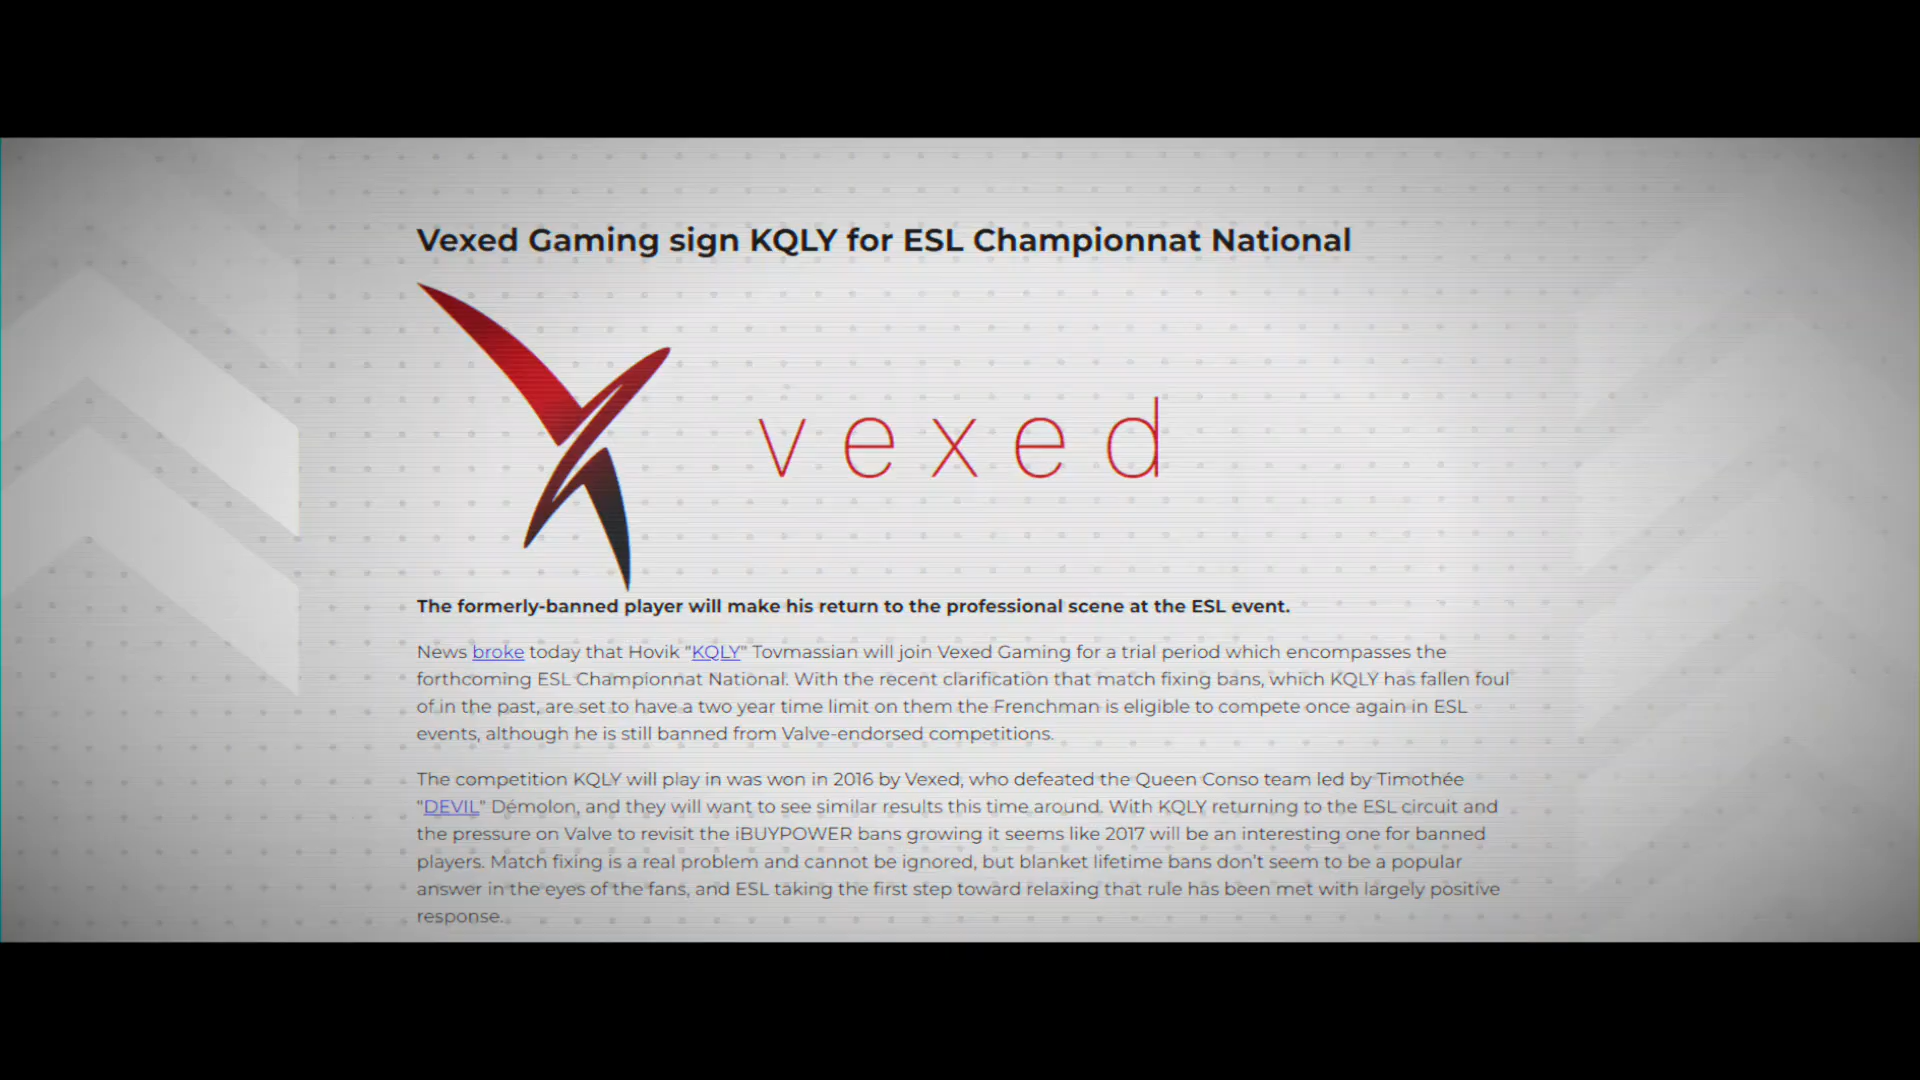 Vexed Gaming sign KQLY for ESL Championnat National
vexed
The formerly-banned player will make his return to the professional scene at the ESL event.
News broke today that Hovik "KQLY" Tovmassian will join Vexed Gaming for a trial period which encompasses the
forthcoming ESL Championnat National. With the recent clarification that match fixing bans, which KQLY has fallen foul
of in the past, are set to have a two year time limit on them the Frenchman is eligible to compete once again in ESL
events, although he is still banned from Valve-endorsed competitions.
The competition KQLY will play in was won in 2016 by Vexed, who defeated the Queen Conso team led by Timothée
"DEVIL" Démolon, and they will want to see similar results this time around. With KQLY returning to the ESL circuit and
the pressure on Valve to revisit the iBUYPOWER bans growing it seems like 2017 will be an interesting one for banned
players. Match fixing is a real problem and cannot be ignored, but blanket lifetime bans don't seem to be a popular
answer in the eyes of the fans, and ESL taking the first step toward relaxing that rule has been met with largely positive
response.